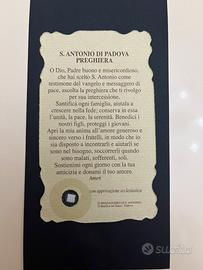 S. ANTONIO DI PADOVA
PREGHIERA
O Dio, Padre buono e misericordioso,
che hai scelto S. Antonio come
testimone del vangelo e messaggero di
pace, ascolta la preghiera che ti rivolgo
per sua intercessione.
Santifica ogni famiglia, aiutala a
crescere nella fede; conserva in essa
l'unità, la pace, la serenità. Benedici i
nostri figli, proteggi i giovani.
Apri la mia anima all'amore generoso e
sincero verso i fratelli, in modo che io
sia disposto a incontrarli e aiutarli se
sono nel bisogno, soccorrerli quando
sono malati, sofferenti, soli.
Sostienimi ogni giorno con la tua
amicizia e donami il tuo amore.
Amen
con approvazione ecclesiastica
Subito.it